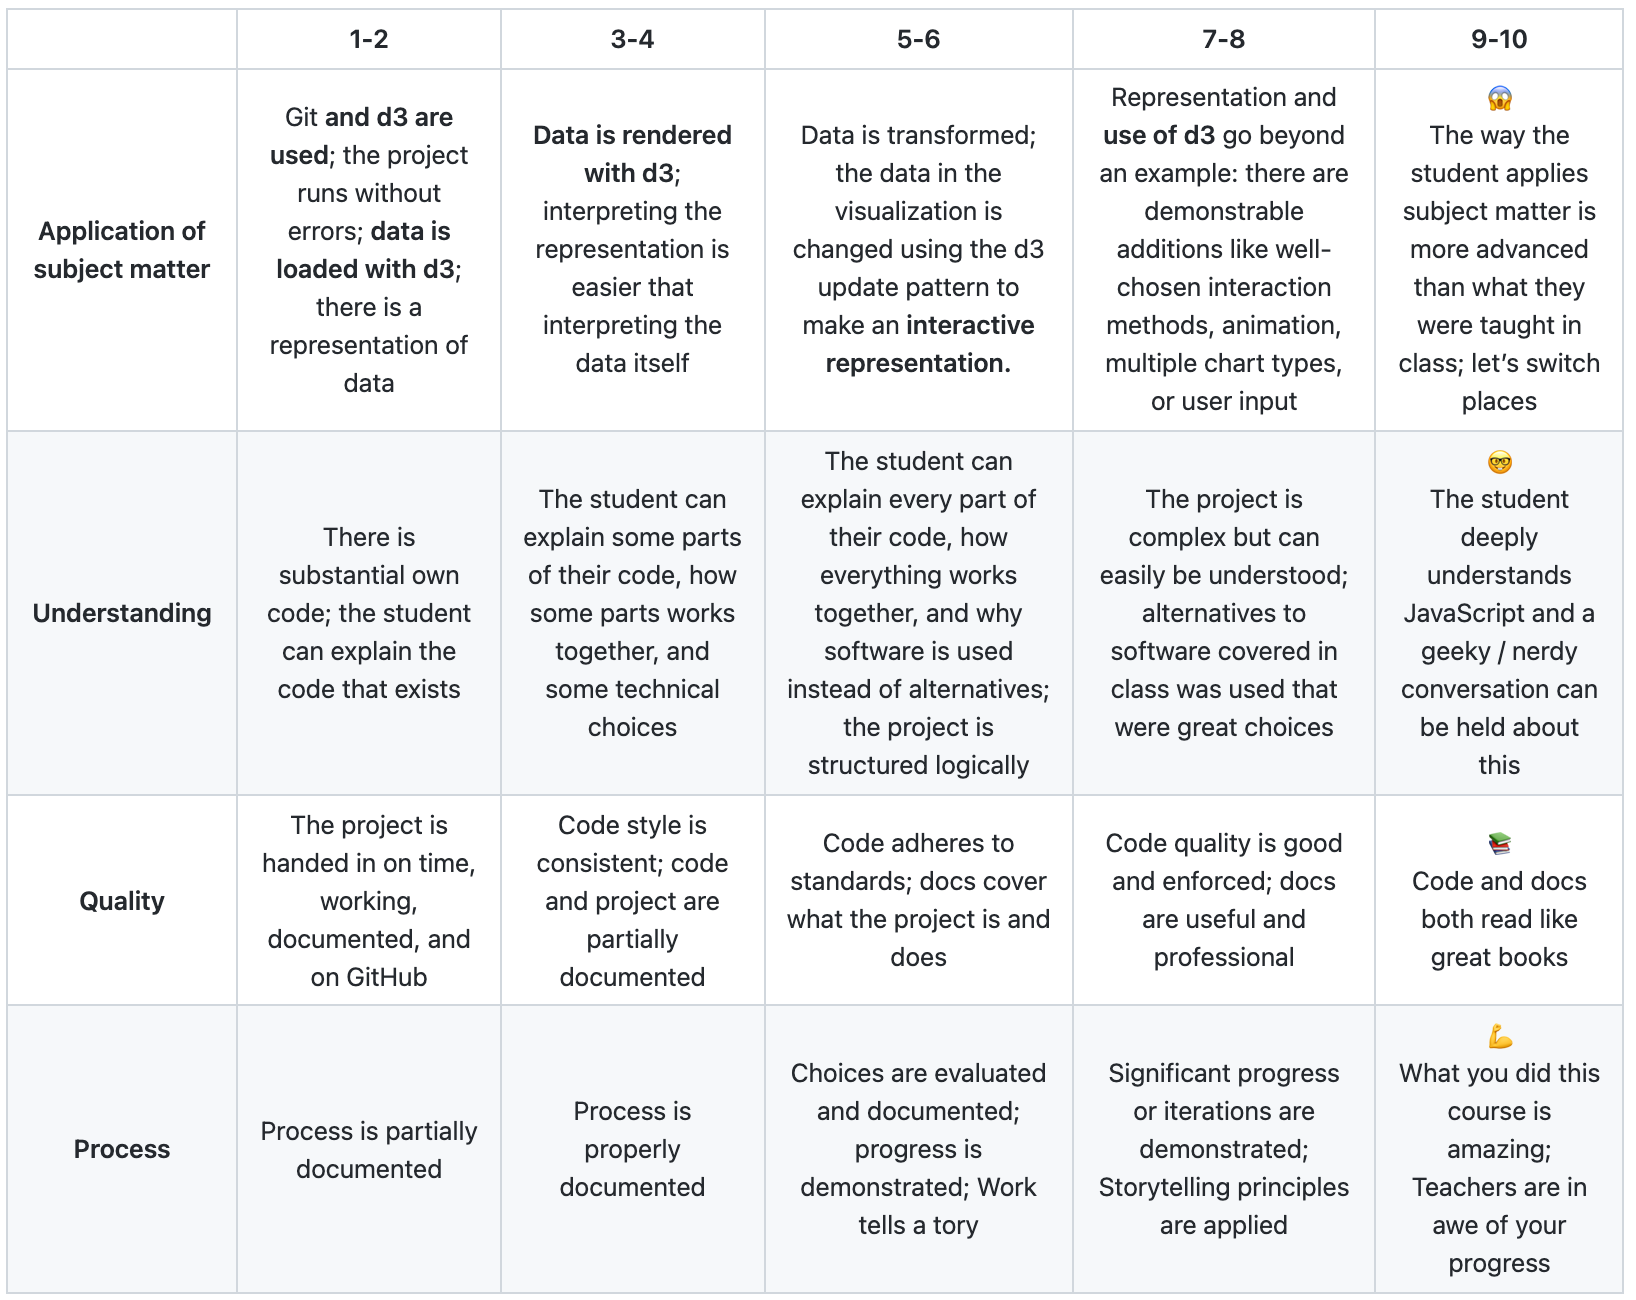 1-2
3-4
5-6
7-8
9-10
Application of
subject matter
Git and d3 are
used; the project
runs without
errors; data is
loaded with d3;
there is a
representation of
data
Data is rendered
with d3;
interpreting the
representation is
easier that
interpreting the
data itself
Data is transformed;
the data in the
visualization is
changed using the d3
update pattern to
make an interactive
representation.
Representation and
use of d3 go beyond
an example: there are
demonstrable
additions like well-
chosen interaction
methods, animation,
multiple chart types,
or user input
😱
The way the
student applies
subject matter is
more advanced
than what they
were taught in
class; let’s switch
places
Understanding
There is
substantial own
code; the student
can explain the
code that exists
The student can
explain some parts
of their code, how
some parts works
together, and
some technical
choices
The student can
explain every part of
their code, how
everything works
together, and why
software is used
instead of alternatives;
the project is
structured logically
The project is
complex but can
easily be understood;
alternatives to
software covered in
class was used that
were great choices
🤓
The student
deeply
understands
JavaScript and a
geeky / nerdy
conversation can
be held about
this
Quality
The project is
handed in on time,
working,
documented, and
on GitHub
Code style is
consistent; code
and project are
partially
documented
Code adheres to
standards; docs cover
what the project is and
does
Code quality is good
and enforced; docs
are useful and
professional
📚
Code and docs
both read like
great books
Process
Process is partially
documented
Process is
properly
documented
Choices are evaluated
and documented;
progress is
demonstrated; Work
tells a tory
Significant progress
or iterations are
demonstrated;
Storytelling principles
are applied
💪
What you did this
course is
amazing;
Teachers are in
awe of your
progress